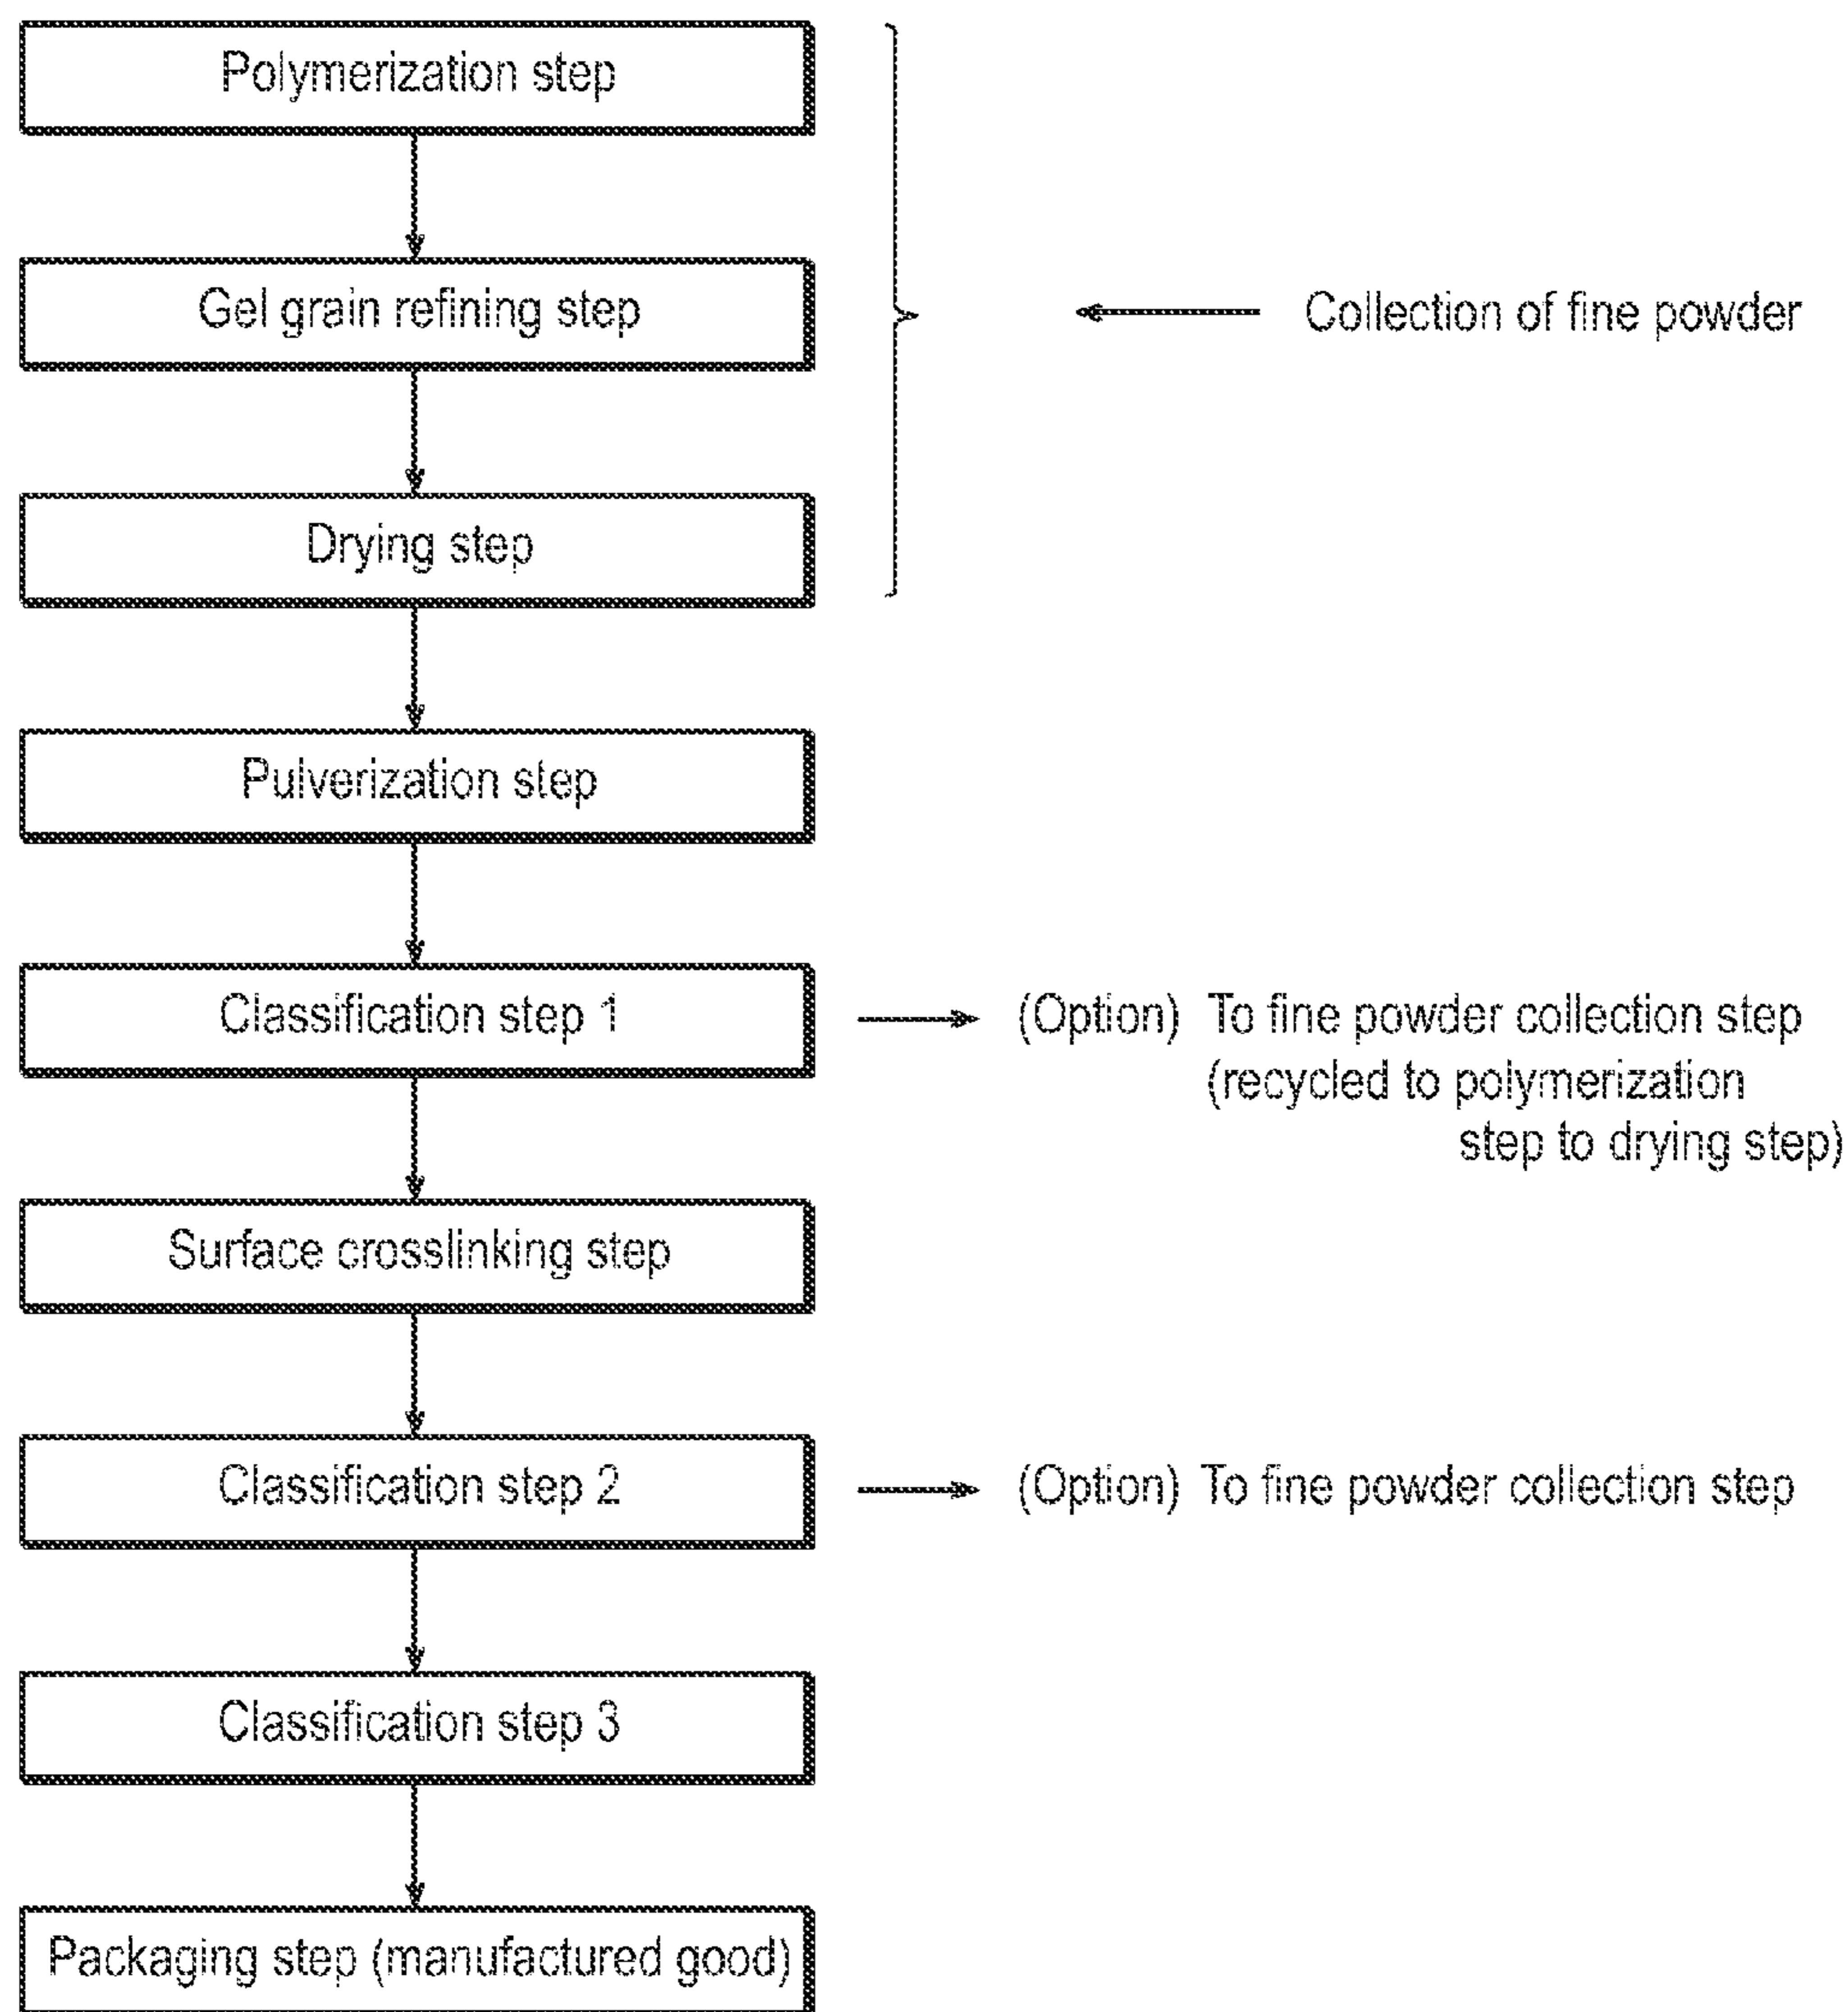 Polymerization step
Gel grain refining step
Collection of fine powder
Drying step
Pulverization step
Classification step 1
(Option) To fine powder collection step
(recycled to polymerization
step to drying step)
Surface crosslinking step
Classification step 2
(Option) To fine powder collection step
Classification step 3
Packaging step (manufactured good)